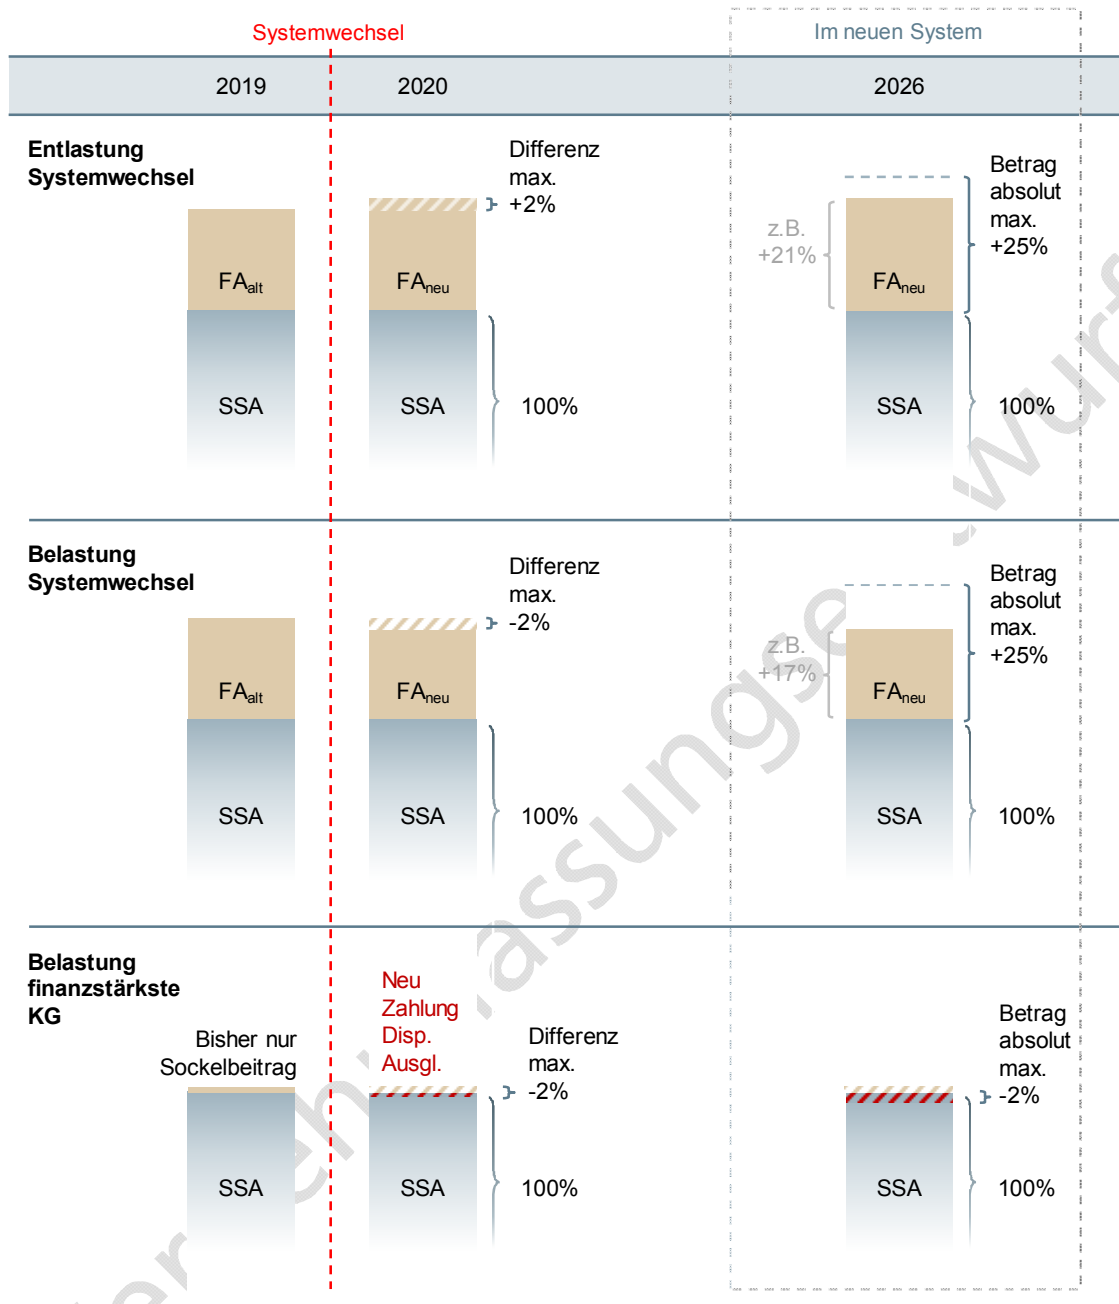 Systemwechsel
Im neuen System
2019
2020
2026
Entlastung
Systemwechsel
Differenz
max.
+2%
Betrag
absolut
max.
+25%
z.B.
+21%
FAalt
FAneu
FAneu
SSA
SSA
100%
SSA
100%
Belastung
Systemwechsel
Differenz
max.
-2%
Betrag
absolut
max.
+25%
z.B.
+17%
FAalt
FAneu
FAneu
SSA
SSA
100%
SSA
100%
Belastung
finanzstärkste
KG
Bisher nur
Sockelbeitrag
Neu
Zahlung
Disp.
Ausgl.
Differenz
max.
-2%
Betrag
absolut
max.
-2%
SSA
SSA
100%
SSA
100%